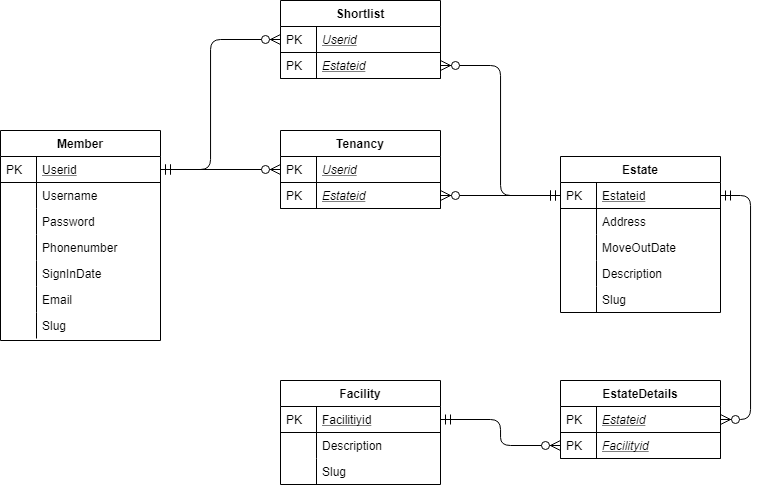 Shortlist
PK Userid
PK Estateid
Member
PK Userid
Username
Password
Phonenumber
SignInDate
Email
Slug
Tenancy
PK Userid
PK Estateid
Estate
PK Estateid
Address
MoveOutDate
Description
Slug
Facility
PK Facilitiyid
Description
Slug
EstateDetails
PK Estateid
PK Facilityid